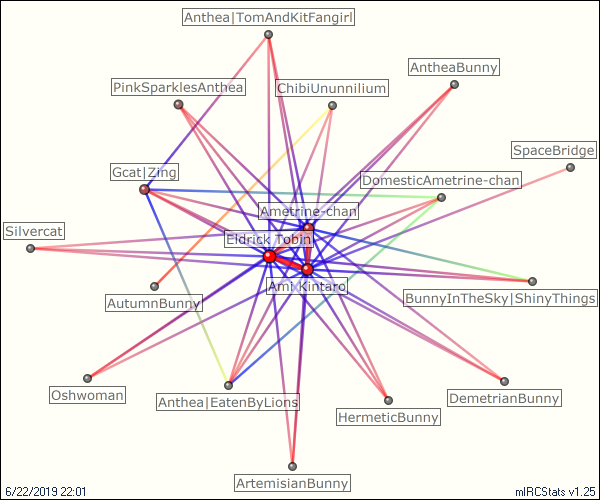 Anthea|TomAndKitFangirl
AntheaBunny
PinkSparklesAnthea
ChibiUnunnilium
SpaceBridge
Gcat|Zing
DomesticAmetrine-chan
Ametrine-chan
Silvercat
Eldrick Tobin
Ami Kintaro
AutumnBunny
BunnyInTheSky|ShinyThings
Oshwoman
Anthea|EatenByLions
DemetrianBunny
HermeticBunny
ArtemisianBunny
6/22/2019 22:01
mIRCStats v1.25